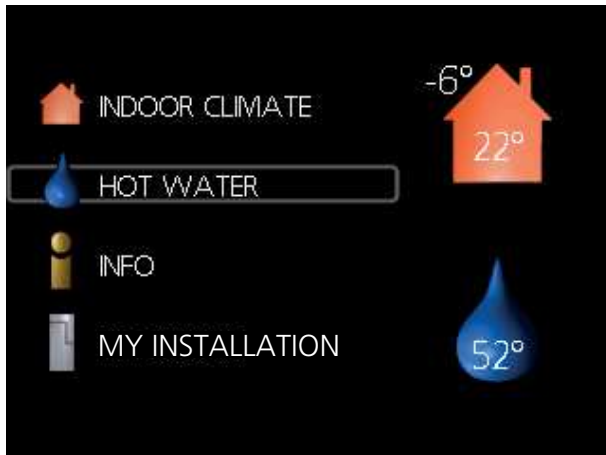 INDOOR CLIMATE
HOT WATER
INFO
MY INSTALLATION
-6°
22°
52°